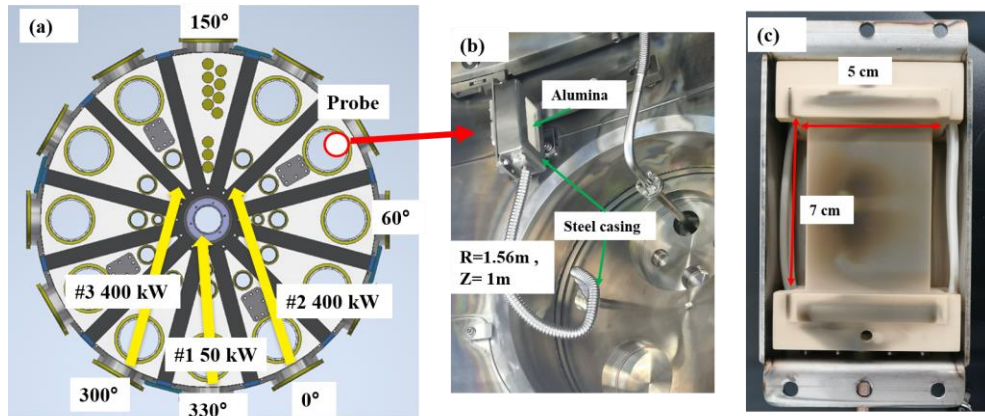 (a)
150°
Probe
60°
#3 400 kW
#2 400 kW
#1 50 kW
300°
330°
0°
(b)
Alumina
Steel casing
R=1.56m ,
Z= 1m
(c)
5 cm
7 cm